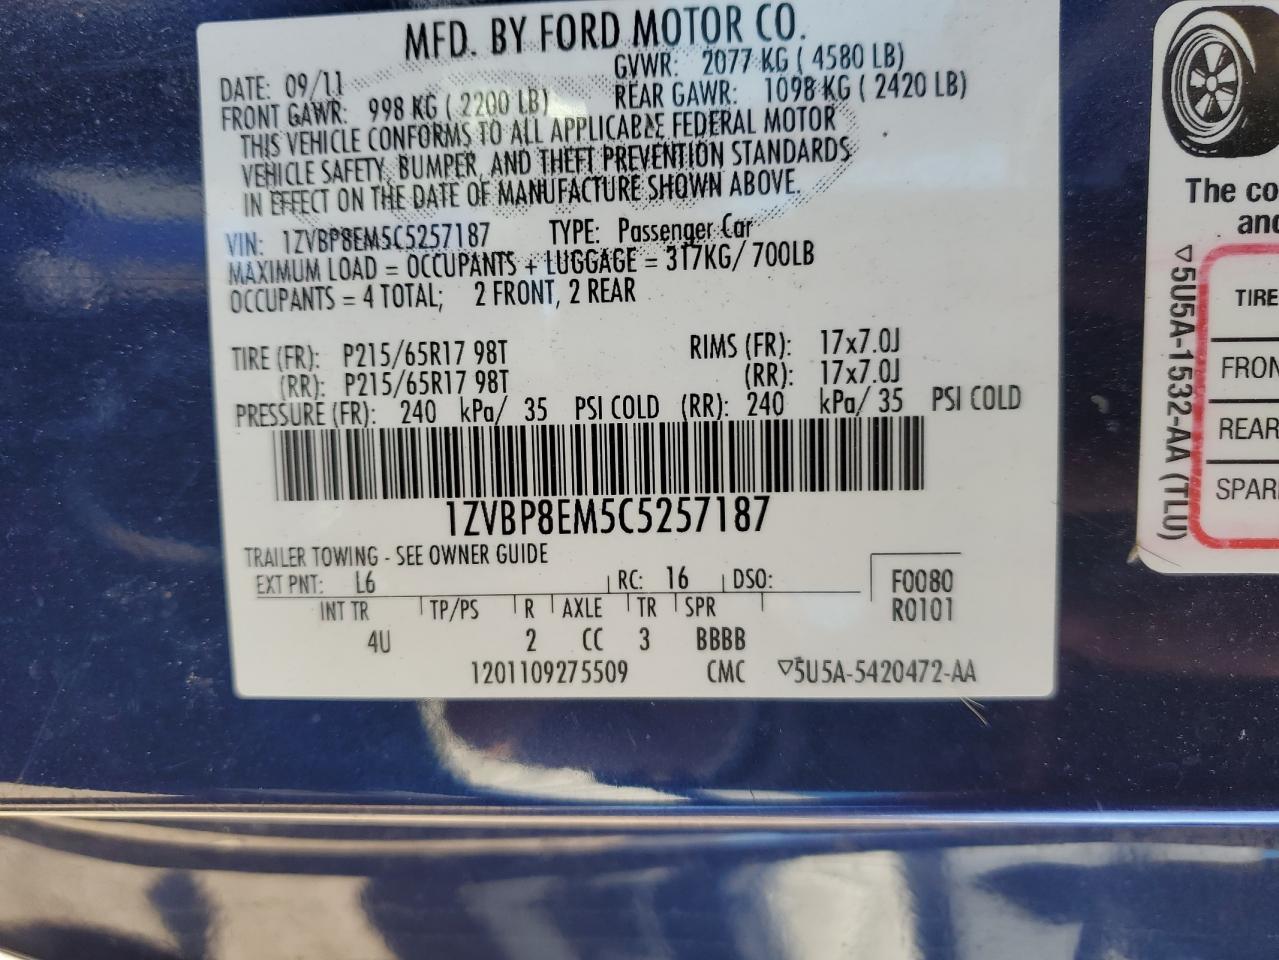 MFD. BY FORD MOTOR CO.
DATE: 09/11 GVWR: 2077 KG ( 4580 LB)
FRONT GAWR: 998 KG ( 2200 LB) REAR GAWR: 1098 KG ( 2420 LB)
THIS VEHICLE CONFORMS TO ALL APPLICABLE FEDERAL MOTOR
VEHICLE SAFETY, BUMPER, AND THEFT PREVENTION STANDARDS
IN EFFECT ON THE DATE OF MANUFACTURE SHOWN ABOVE.
VIN: 1ZVBP8EM5C5257187 TYPE: Passenger Car
MAXIMUM LOAD = OCCUPANTS + LUGGAGE = 317KG/ 700LB
OCCUPANTS = 4 TOTAL; 2 FRONT, 2 REAR
TIRE (FR): P215/65R17 98T RIMS (FR): 17x7.0J
(RR): P215/65R17 98T (RR): 17x7.0J
PRESSURE (FR): 240 kPa/ 35 PSI COLD (RR): 240 kPa/ 35 PSI COLD
1ZVBP8EM5C5257187
TRAILER TOWING - SEE OWNER GUIDE
EXT PNT: L6 RC: 16 DSO: F0080
INT TR TP/PS R AXLE TR SPR R0101
4U 2 CC 3 BBBB
1201109275509 CMC ▽5U5A-5420472-AA
The co
and
▽5U5A-1532-AA (TLU)
TIRE
FRON
REAR
SPAR